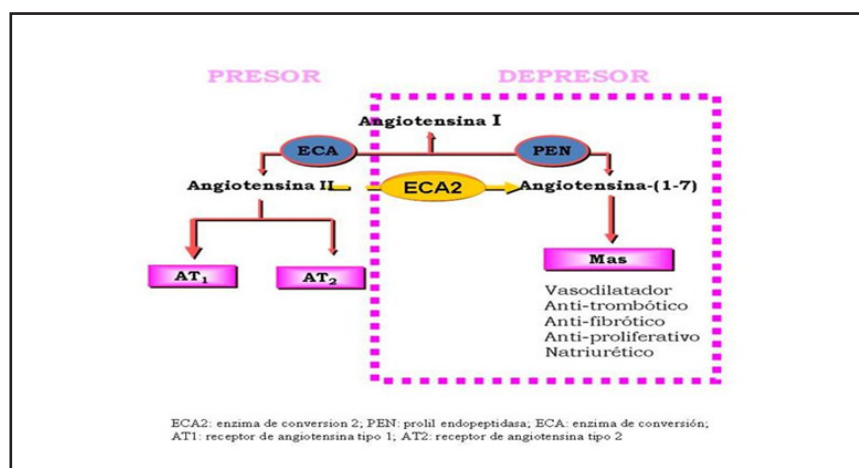 PRESOR DEPRESOR
Angiotensina I
ECA PEN
Angiotensina II ECA2 Angiotensina-(1-7)
AT1 AT2 Mas
Vasodilatador
Anti-trombótico
Anti-fibrótico
Anti-proliferativo
Natriurético
ECA2: enzima de conversion 2; PEN: prolil endopeptidasa; ECA: enzima de conversión;
AT1: receptor de angiotensina tipo 1; AT2: receptor de angiotensina tipo 2